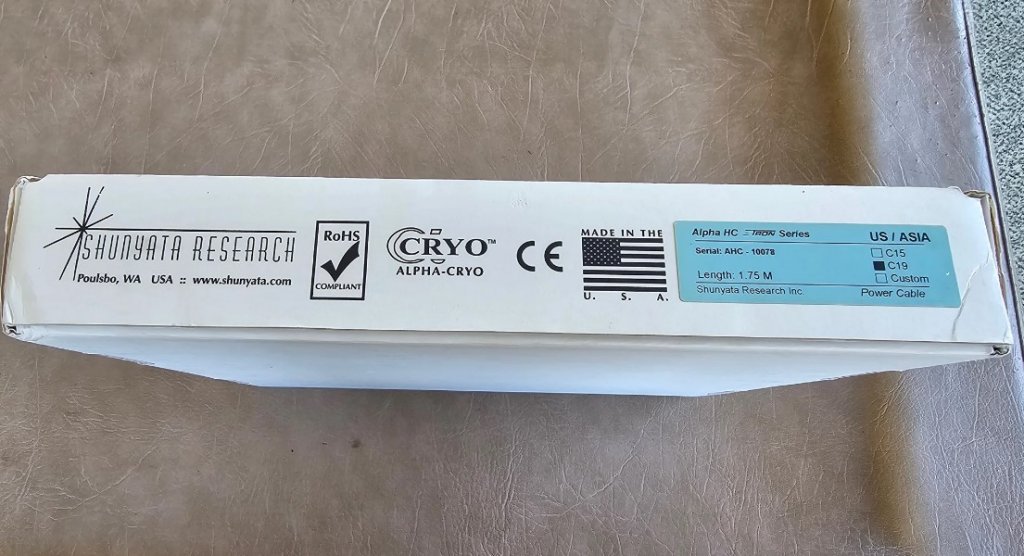 SHUNYATA RESEARCH
Poulsbo, WA USA :: www.shunyata.com
RoHS
COMPLIANT
CRYO™
ALPHA-CRYO
CE
MADE IN THE
U. S. A.
Alpha HC ΞTRON Series
US / ASIA
Serial: AHC - 10078
C15
C19
Custom
Length: 1.75 M
Shunyata Research Inc.
Power Cable